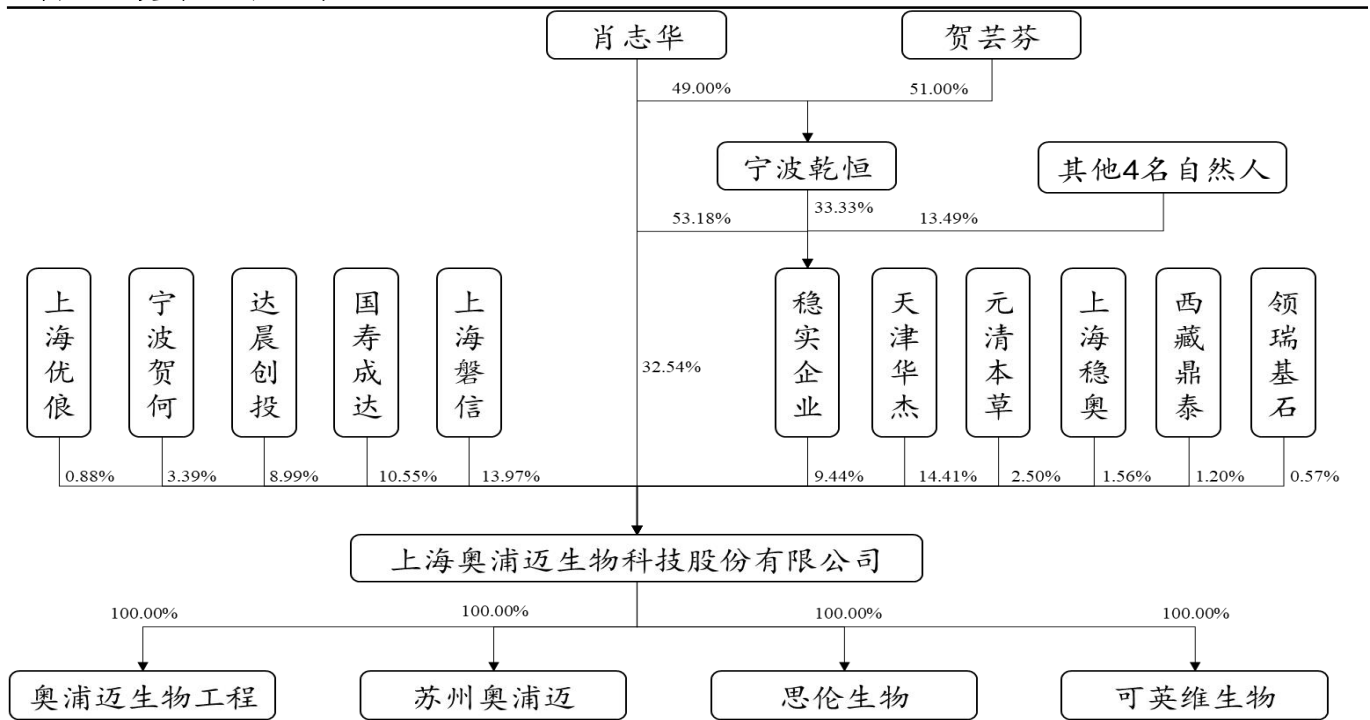 肖志华
贺芸芬
49.00%
51.00%
宁波乾恒
其他4名自然人
53.18%
33.33%
13.49%
上海优俍
宁波贺何
达晨创投
国寿成达
上海磐信
32.54%
稳实企业
天津华杰
元清本草
上海稳奥
西藏鼎泰
领瑞基石
0.88%
3.39%
8.99%
10.55%
13.97%
9.44%
14.41%
2.50%
1.56%
1.20%
0.57%
上海奥浦迈生物科技股份有限公司
100.00%
100.00%
100.00%
100.00%
奥浦迈生物工程
苏州奥浦迈
思伦生物
可英维生物